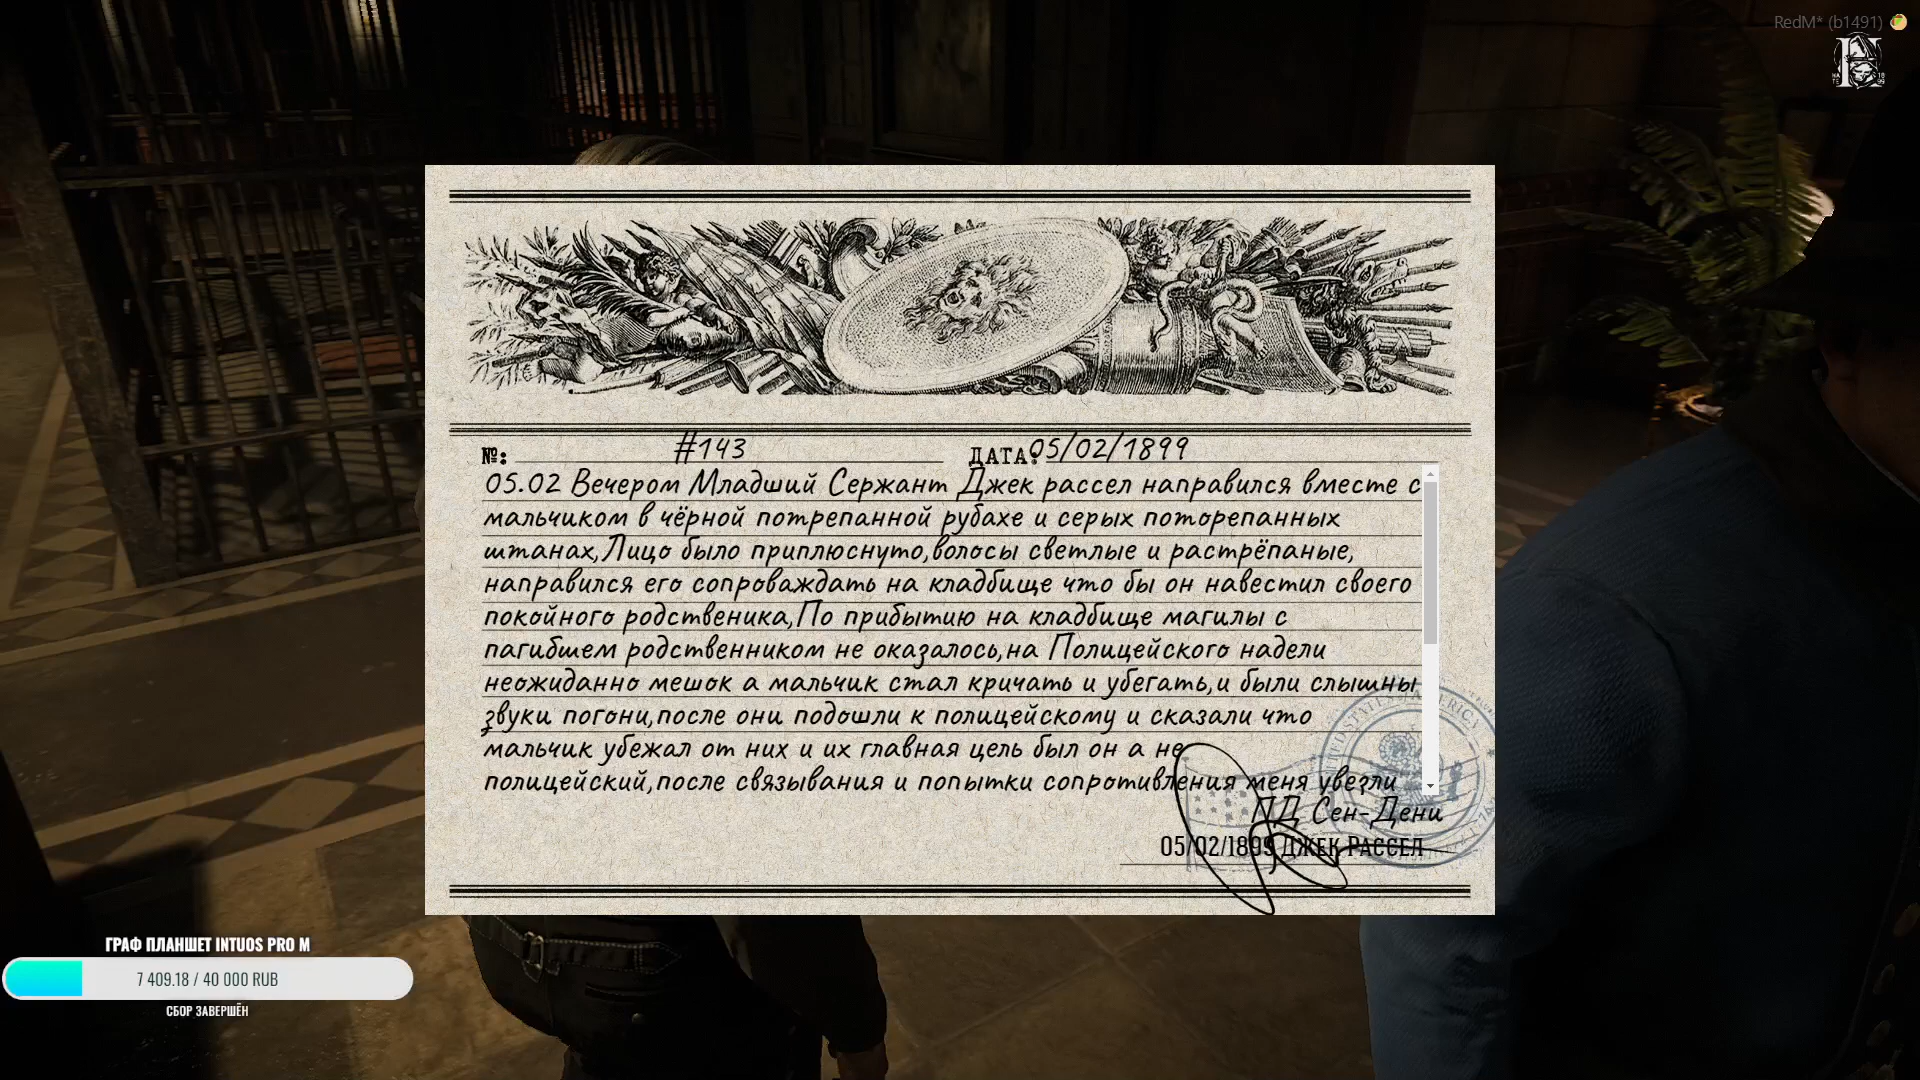 RedM* (b1491)
№: #143 ДАТА: 05/02/1899
05.02 Вечером Младший Сержант Джек рассел направился вместе с
мальчиком в чёрной потрепанной рубахе и серых поторепанных
штанах,Лицо было приплюснуто,волосы светлые и растрёпаные,
направился его сопроваждать на кладбище что бы он навестил своего
покойного родственика,По прибытию на кладбище магилы с
пагибшем родственником не оказалось,на Полицейского надели
неожиданно мешок а мальчик стал кричать и убегать,и были слышны
звуки погони,после они подошли к полицейскому и сказали что
мальчик убежал от них и их главная цель был он а не
полицейский,после связывания и попытки сопротивления меня увезли
ПД Сен-Дени
05/02/1899 ДЖЕК РАССЕЛ
ГРАФ ПЛАНШЕТ INTUOS PRO M
7 409.18 / 40 000 RUB
СБОР ЗАВЕРШЁН